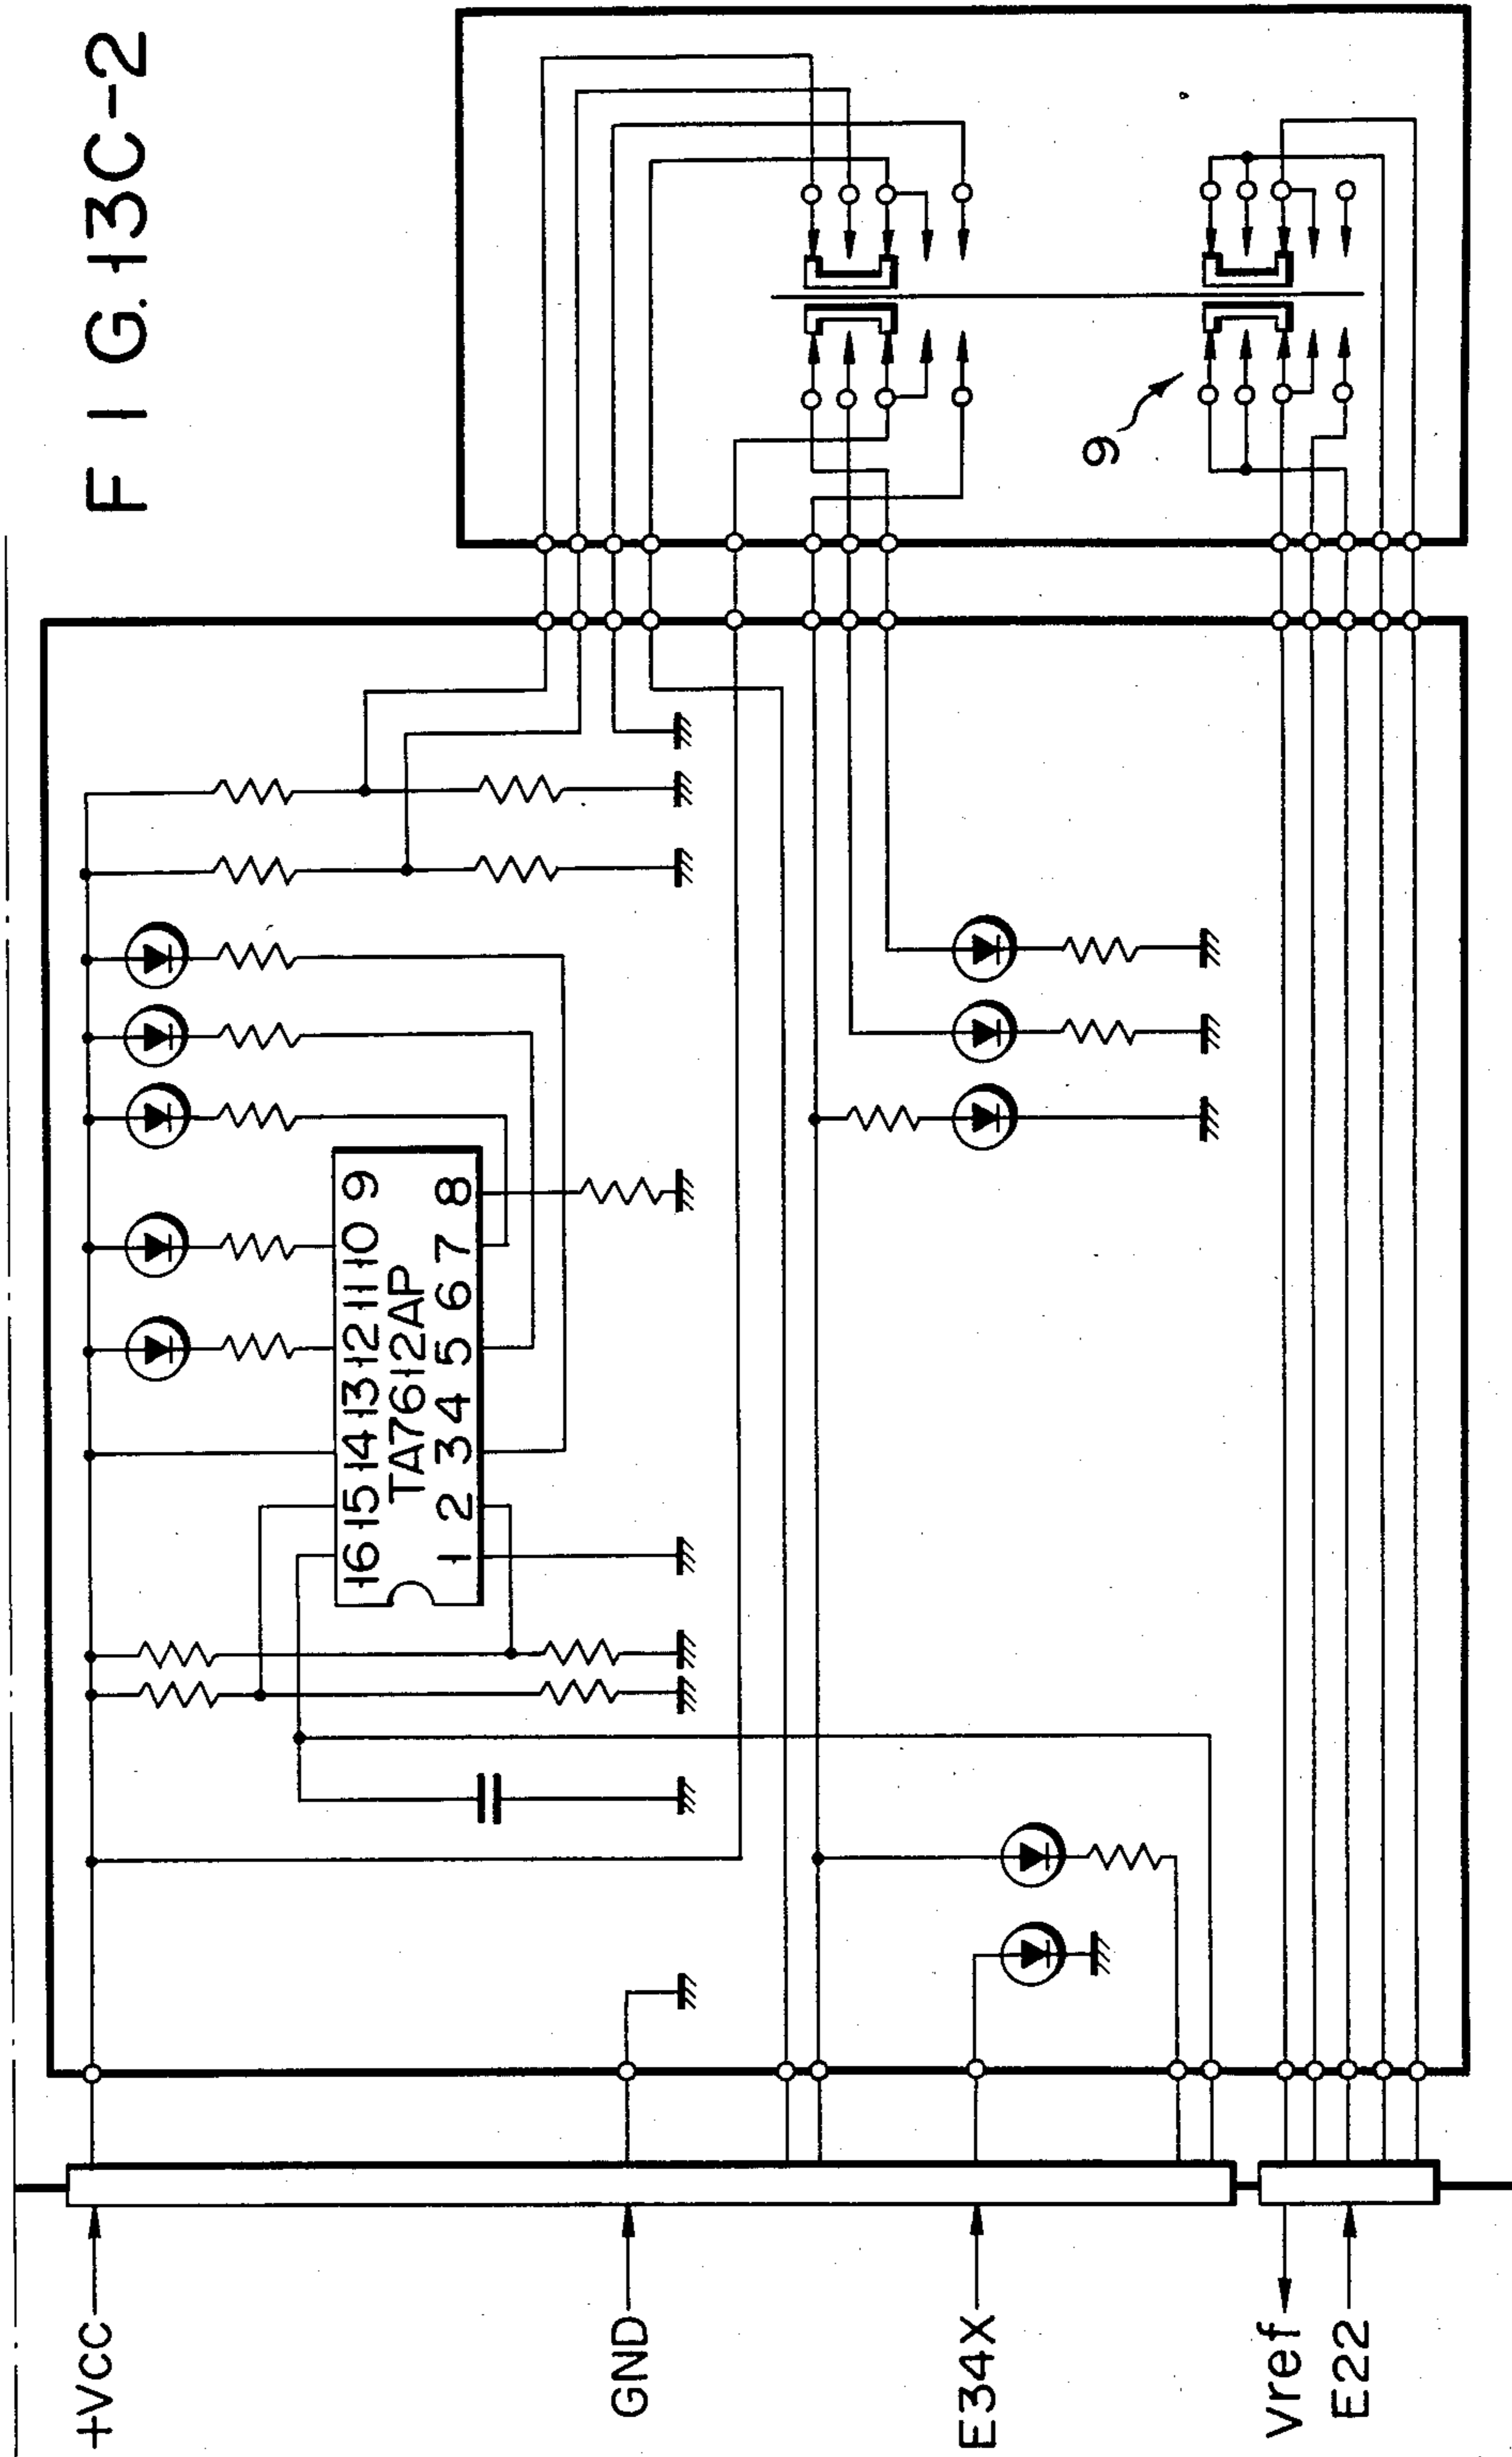 FIG.13C-2
16 15 14 13 12 11 10 9
TA7612AP
1 2 3 4 5 6 7 8
9
+VCC
GND
E34X
Vref
E22